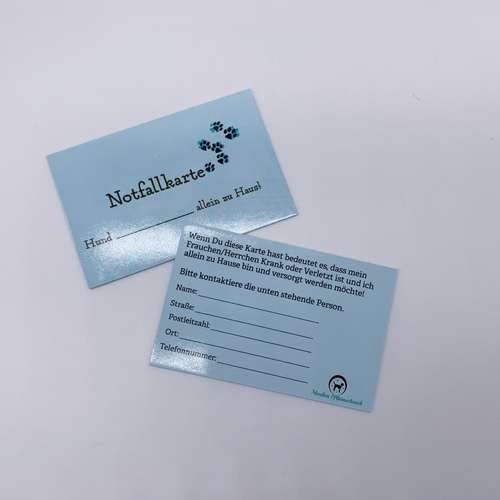 Notfallkarte
Hund ____________ allein zu Haus!
Wenn Du diese Karte hast bedeutet es, dass mein
Frauchen/Herrchen Krank oder Verletzt ist und ich
allein zu Hause bin und versorgt werden möchte!
Bitte kontaktiere die unten stehende Person.
Name:
Straße:
Postleitzahl:
Ort:
Telefonnummer: